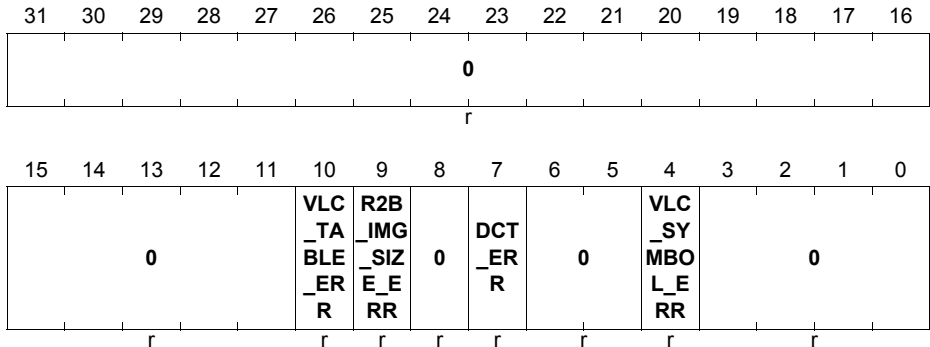 31 30 29 28 27 26 25 24 23 22 21 20 19 18 17 16
0
r
15 14 13 12 11 10 9 8 7 6 5 4 3 2 1 0
VLC R2B VLC
_TA _IMG DCT _SY
0 BLE _SIZ 0 _ER 0 MBO 0
_ER E_E R L_E
R RR RR
r r r r r r r r